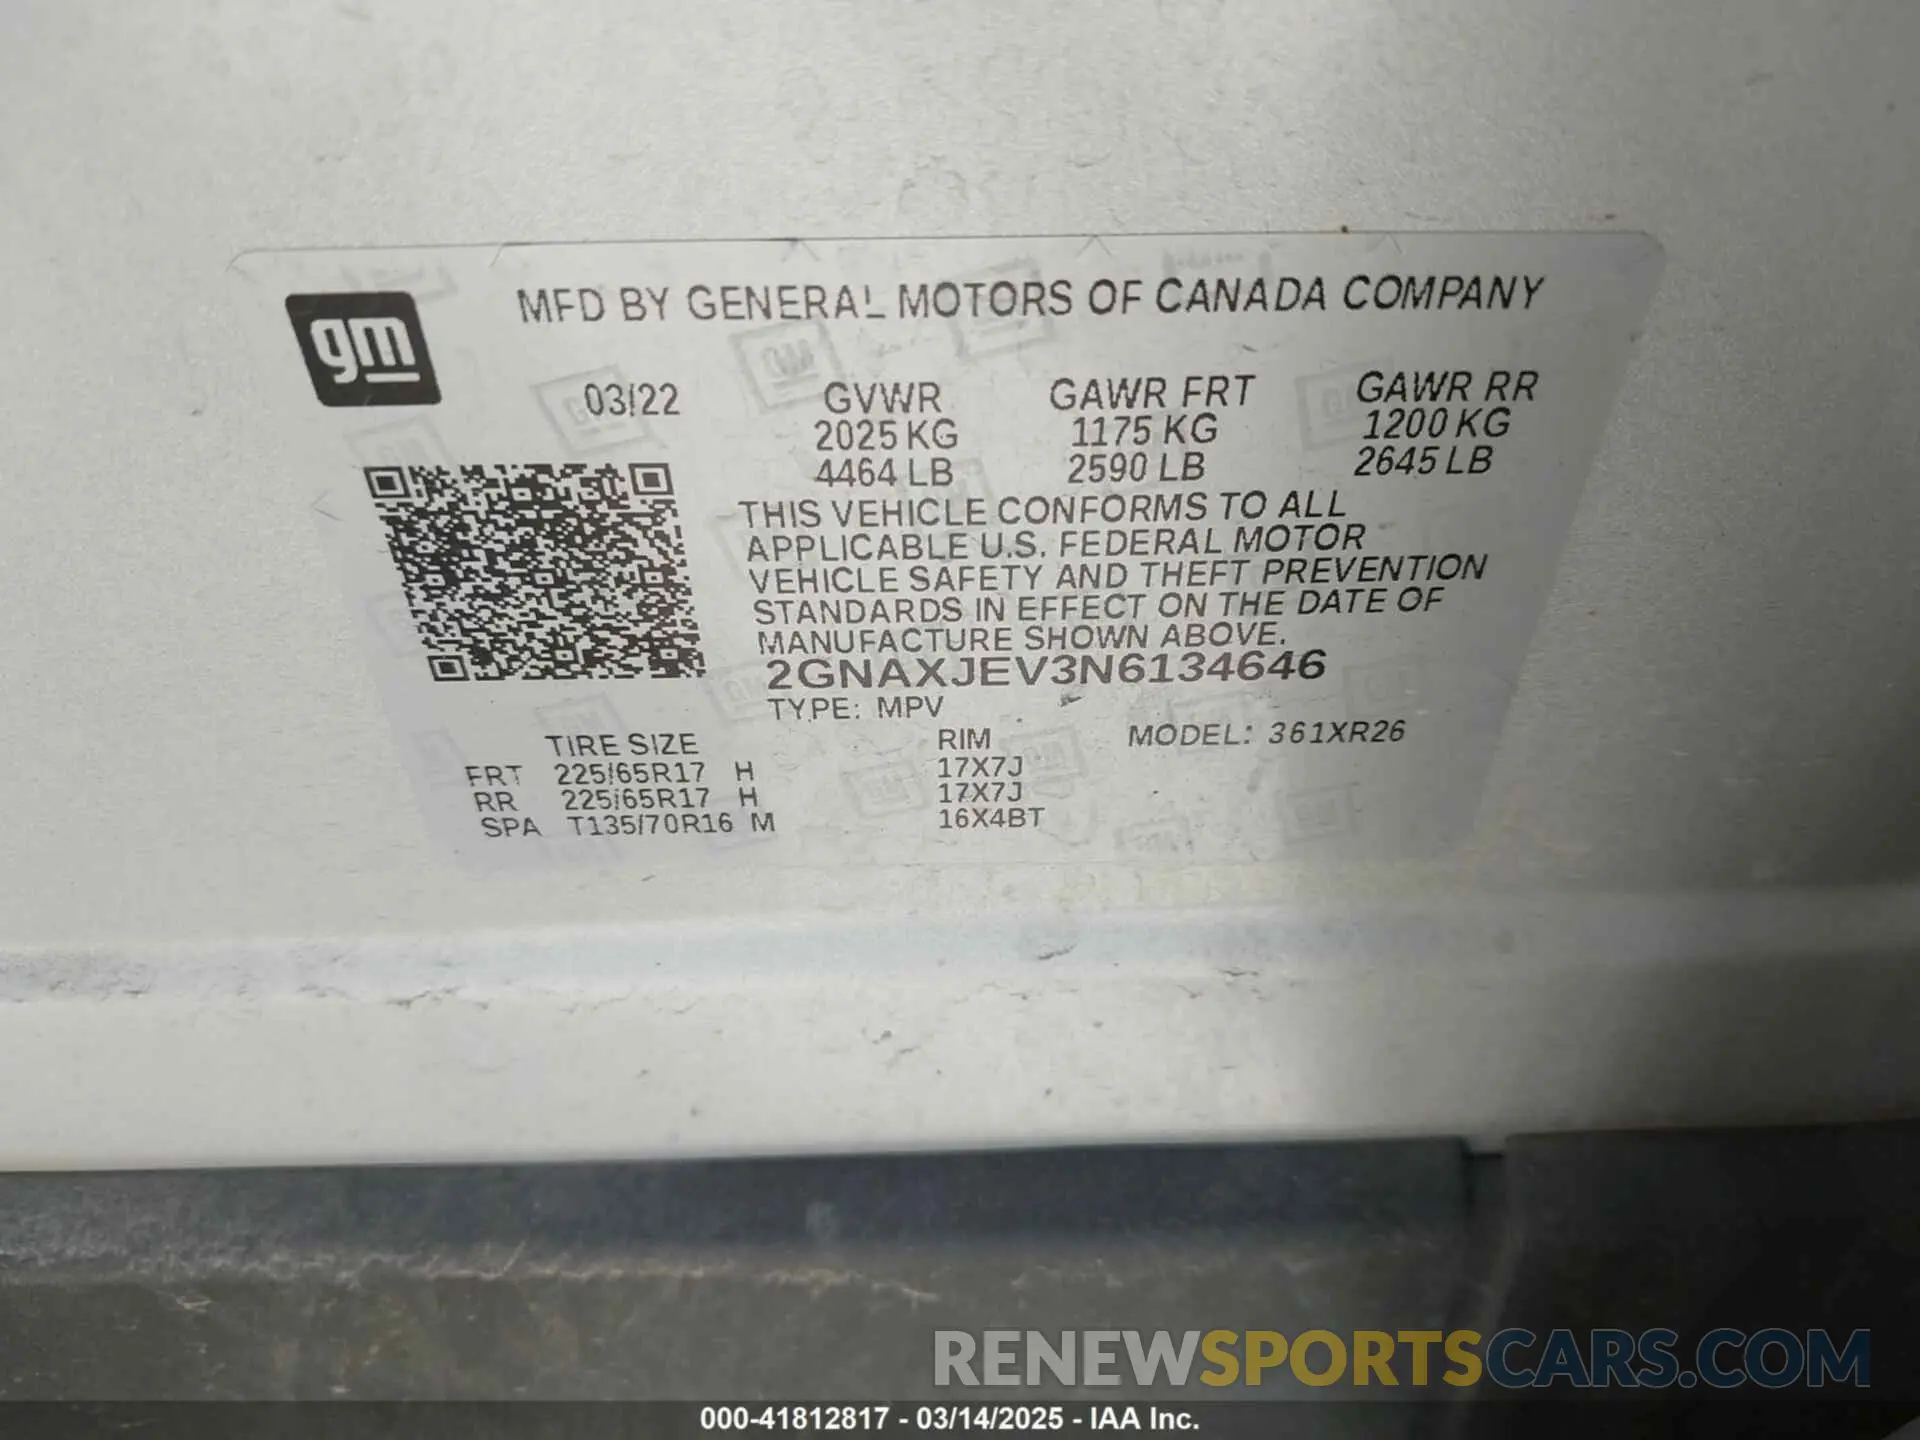 MFD BY GENERAL MOTORS OF CANADA COMPANY
gm
03/22 GVWR GAWR FRT GAWR RR
2025 KG 1175 KG 1200 KG
4464 LB 2590 LB 2645 LB
THIS VEHICLE CONFORMS TO ALL
APPLICABLE U.S. FEDERAL MOTOR
VEHICLE SAFETY AND THEFT PREVENTION
STANDARDS IN EFFECT ON THE DATE OF
MANUFACTURE SHOWN ABOVE.
2GNAXJEV3N6134646
TYPE: MPV
TIRE SIZE RIM MODEL: 361XR26
FRT 225/65R17 H 17X7J
RR 225/65R17 H 17X7J
SPA T135/70R16 M 16X4BT
RENEWSPORTSCARS.COM
000-41812817 - 03/14/2025 - IAA Inc.